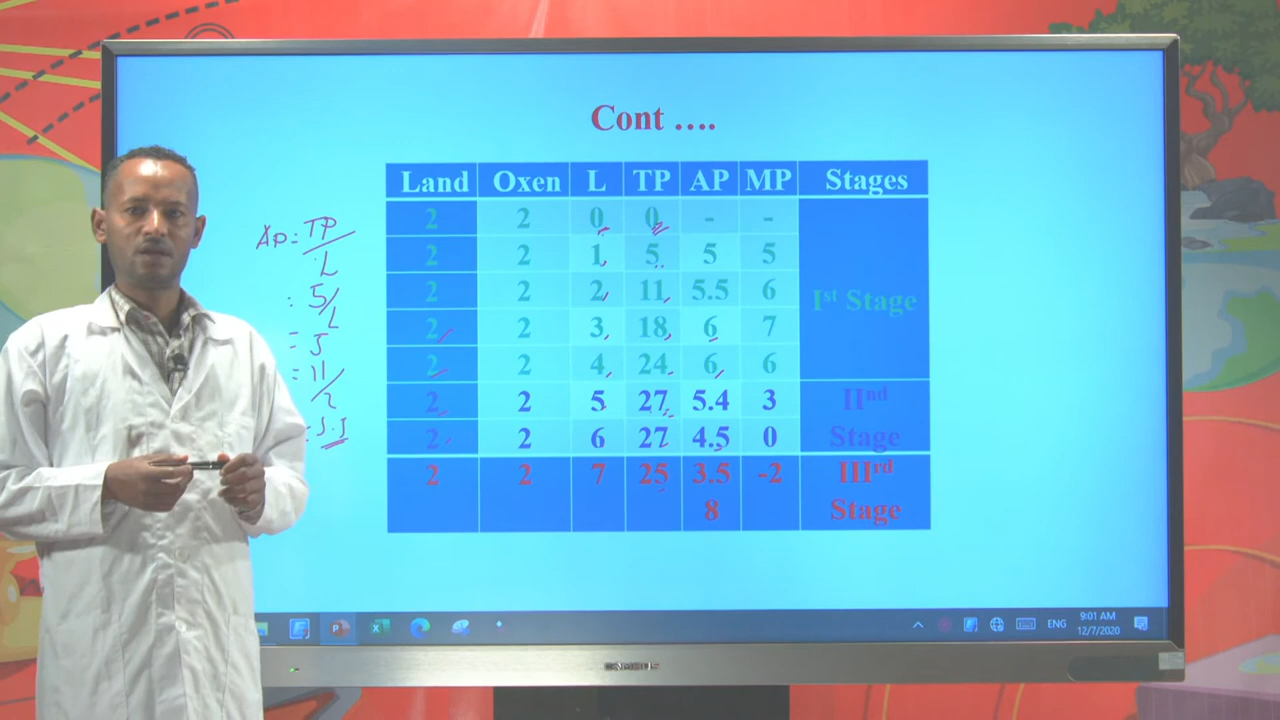 Cont ….
Land Oxen L TP AP MP Stages
2 2 0 0 - -
2 2 1 5 5 5
2 2 2 11 5.5 6
Ist Stage
2 2 3 18 6 7
2 2 4 24 6 6
2 2 5 27 5.4 3 IInd
2 2 6 27 4.5 0 Stage
2 2 7 25 3.5 -2 IIIrd
8 Stage
AP = TP
L
= 5/
= 5
= 11/
2
= 5.5
9:01 AM
ENG
12/7/2020